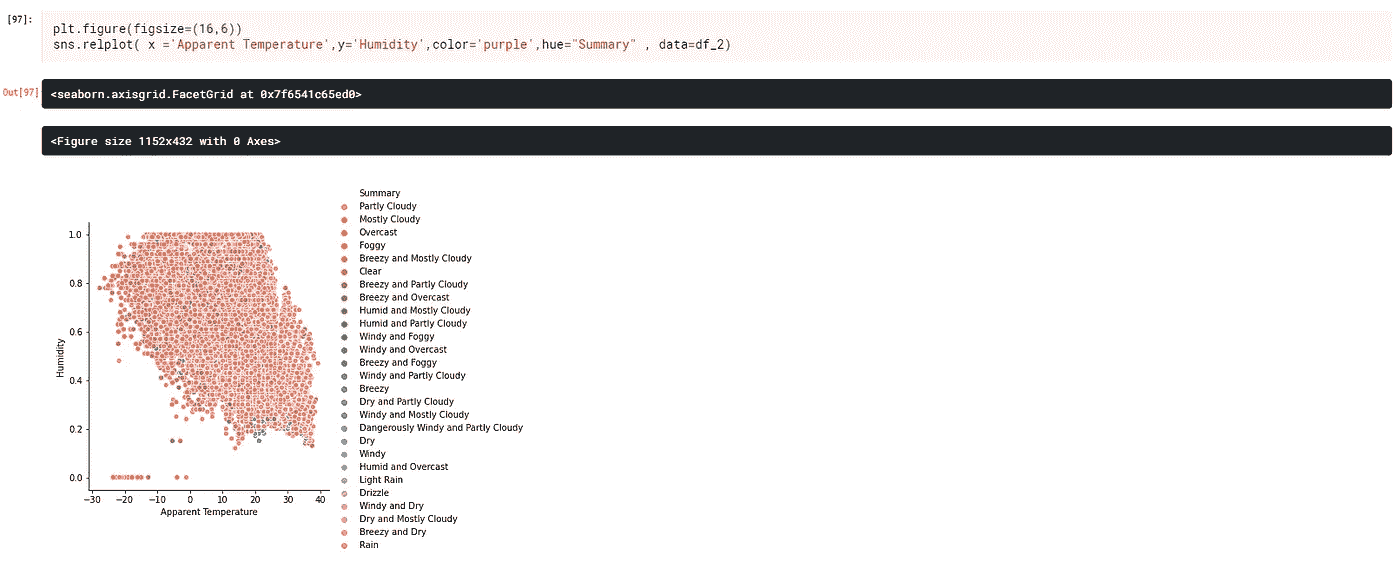 [97]:
plt.figure(figsize=(16,6))
sns.relplot( x ='Apparent Temperature',y='Humidity',color='purple',hue="Summary" , data=df_2)
Out[97]
<seaborn.axisgrid.FacetGrid at 0x7f6541c65ed0>
<Figure size 1152x432 with 0 Axes>
Summary
Partly Cloudy
Mostly Cloudy
Overcast
Foggy
Breezy and Mostly Cloudy
Clear
Breezy and Partly Cloudy
Breezy and Overcast
Humid and Mostly Cloudy
Humid and Partly Cloudy
Windy and Foggy
Windy and Overcast
Breezy and Foggy
Windy and Partly Cloudy
Breezy
Dry and Partly Cloudy
Windy and Mostly Cloudy
Dangerously Windy and Partly Cloudy
Dry
Windy
Humid and Overcast
Light Rain
Drizzle
Windy and Dry
Dry and Mostly Cloudy
Breezy and Dry
Rain
1.0
0.8
0.6
0.4
0.2
0.0
Humidity
−30 −20 −10 0 10 20 30 40
Apparent Temperature